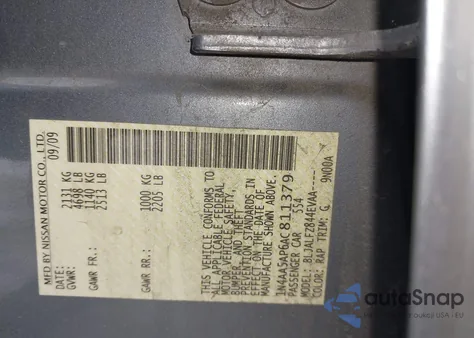 MFD BY NISSAN MOTOR CO., LTD.
09/09
GVWR: 2131 KG
4698 LB
GAWR FR: 1140 KG
2513 LB
GAWR RR: 1000 KG
2205 LB
THIS VEHICLE CONFORMS TO
ALL APPLICABLE FEDERAL
MOTOR VEHICLE SAFETY,
BUMPER, AND THEFT
PREVENTION STANDARDS IN
EFFECT ON THE DATE OF
MANUFACTURE SHOWN ABOVE.
1N4AA5AP6AC811379
PASSENGER CAR 554
MODEL: BLJALF2844EVAA----
COLOR: RAP TRIM: G 9N00A
autoSnap